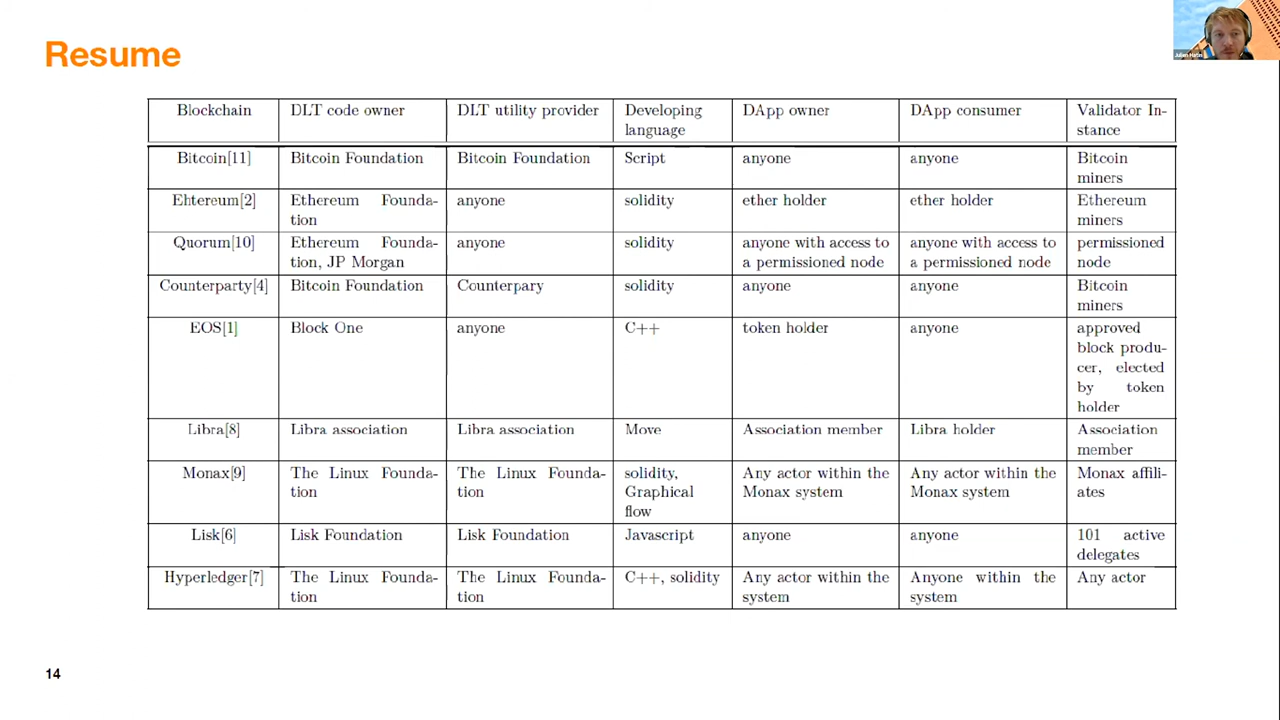 Resume
Blockchain DLT code owner DLT utility provider Developing language DApp owner DApp consumer Validator In-stance
Bitcoin[11] Bitcoin Foundation Bitcoin Foundation Script anyone anyone Bitcoin miners
Ehtereum[2] Ethereum Founda-tion anyone solidity ether holder ether holder Ethereum miners
Quorum[10] Ethereum Founda-tion, JP Morgan anyone solidity anyone with access to a permissioned node anyone with access to a permissioned node permissioned node
Counterparty[4] Bitcoin Foundation Counterpary solidity anyone anyone Bitcoin miners
EOS[1] Block One anyone C++ token holder anyone approved block produ-cer, elected by token holder
Libra[8] Libra association Libra association Move Association member Libra holder Association member
Monax[9] The Linux Founda-tion The Linux Founda-tion solidity, Graphical flow Any actor within the Monax system Any actor within the Monax system Monax affili-ates
Lisk[6] Lisk Foundation Lisk Foundation Javascript anyone anyone 101 active delegates
Hyperledger[7] The Linux Founda-tion The Linux Founda-tion C++, solidity Any actor within the system Anyone within the system Any actor
14